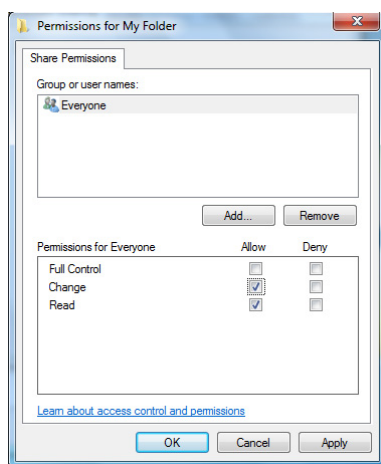 Permissions for My Folder
Share Permissions
Group or user names:
Everyone
Add... Remove
Permissions for Everyone Allow Deny
Full Control
Change
Read
Learn about access control and permissions
OK Cancel Apply